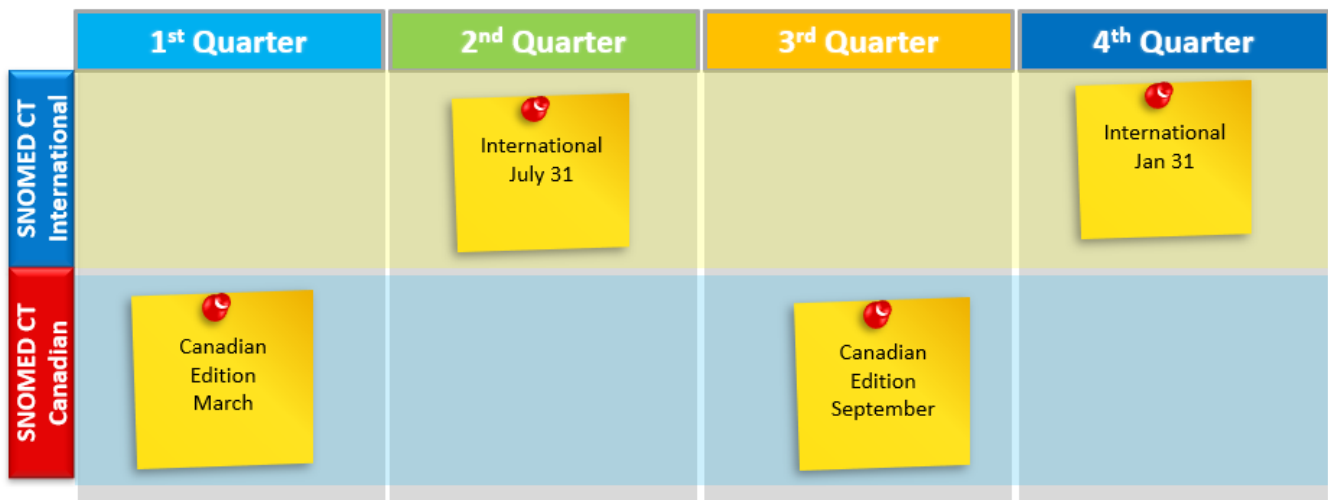 1st Quarter
2nd Quarter
3rd Quarter
4th Quarter
SNOMED CT
International
International
July 31
International
Jan 31
SNOMED CT
Canadian
Canadian
Edition
March
Canadian
Edition
September